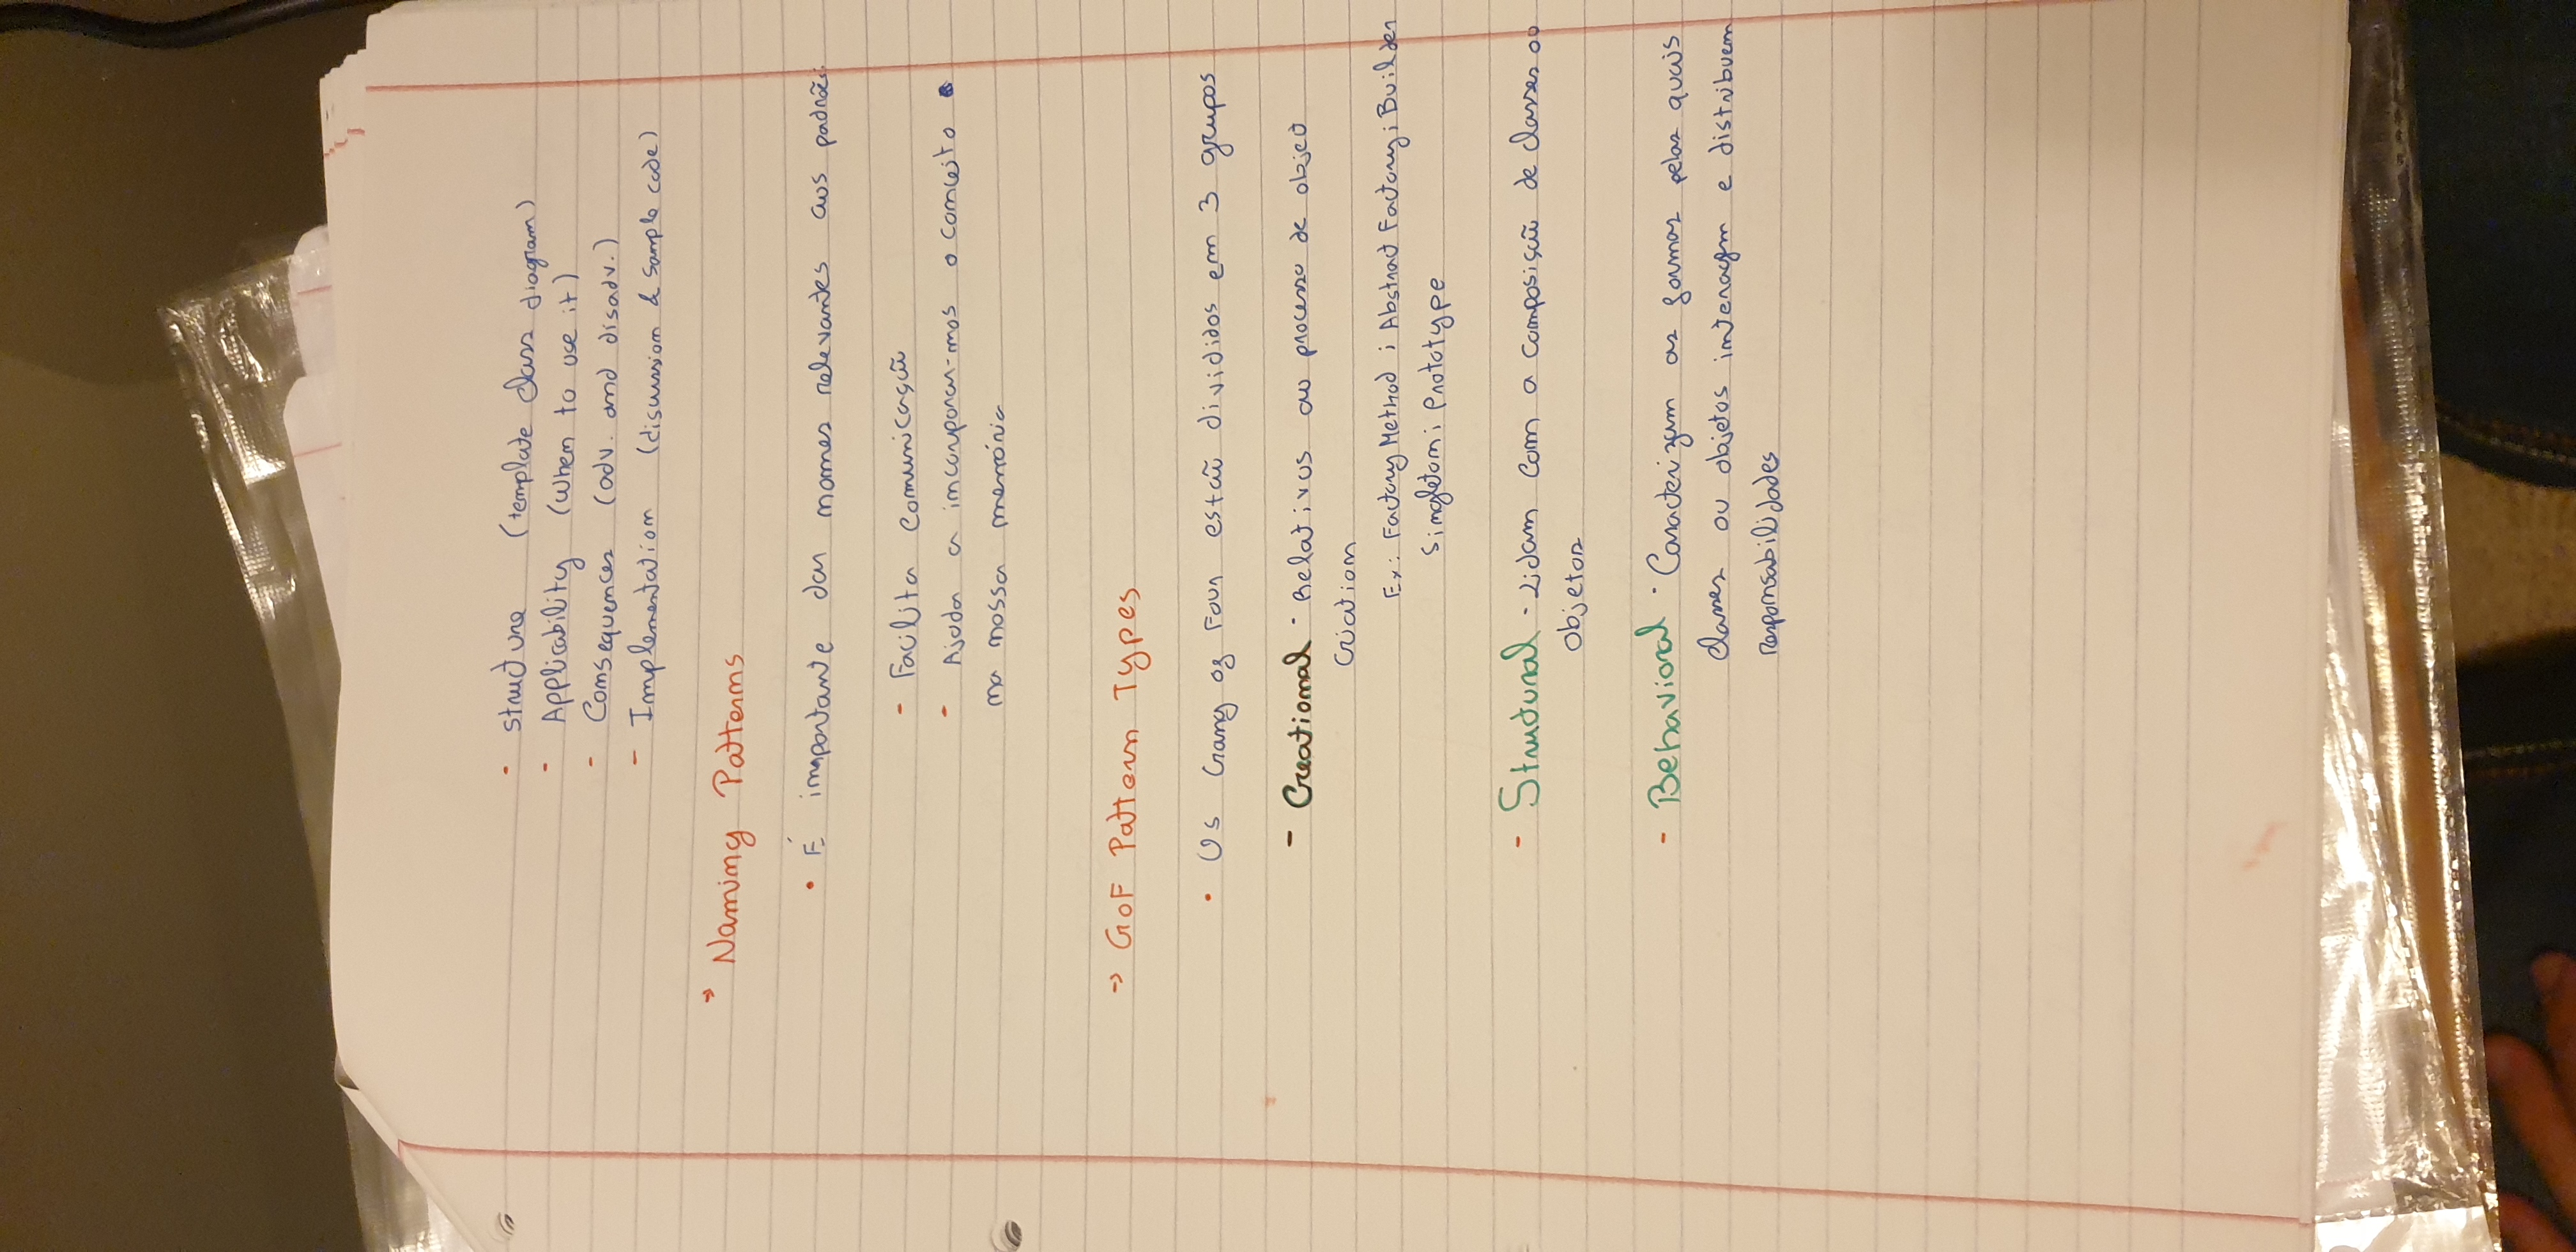 - Structure (template class diagram)
- Applicability (when to use it)
- Consequences (adv. and disadv.)
- Implementation (discussion & sample code)
→ Naming Patterns
• É importante dar nomes relevantes aos padrões
- Facilita comunicação
- Ajuda a incorporar-mos o conceito
na nossa memória
→ GoF Pattern Types
• Os Gang of Four estão divididos em 3 grupos
- Creational - Relativos ao processo de object
criation
Ex: Factory Method ; Abstract Factory ; Builder
Singleton ; Prototype
- Structural - Lidam com a composição de classes ou
objetos
- Behavioral - Caracterizam as formas pelas quais
classes ou objetos interagem e distribuem
responsabilidades